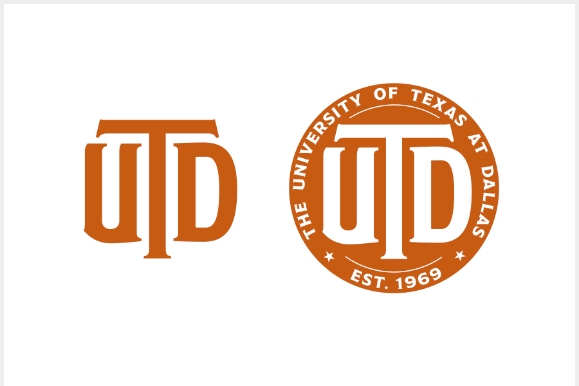 UTD
THE UNIVERSITY OF TEXAS AT DALLAS
UTD
EST. 1969